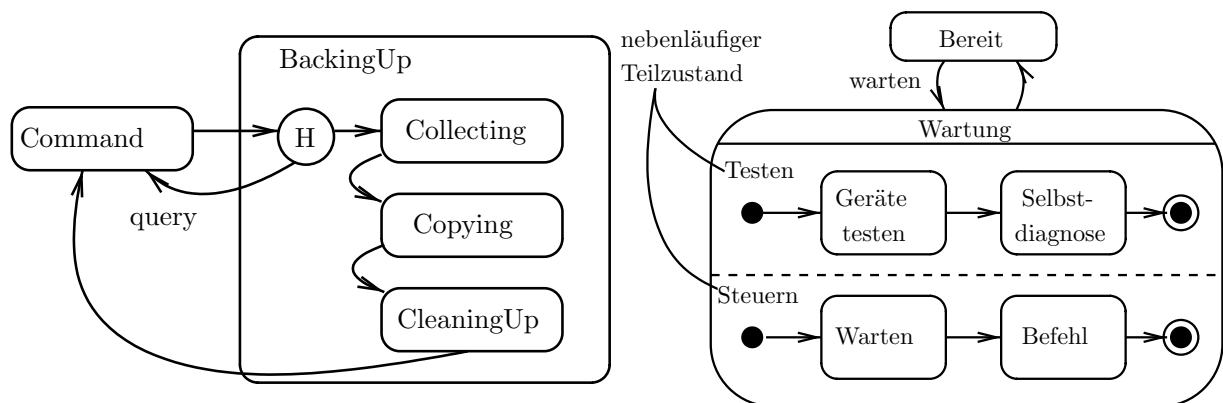 BackingUp
Command
H
Collecting
query
Copying
CleaningUp
nebenläufiger
Teilzustand
Bereit
warten
Wartung
Testen
Geräte
testen
Selbst-
diagnose
Steuern
Warten
Befehl